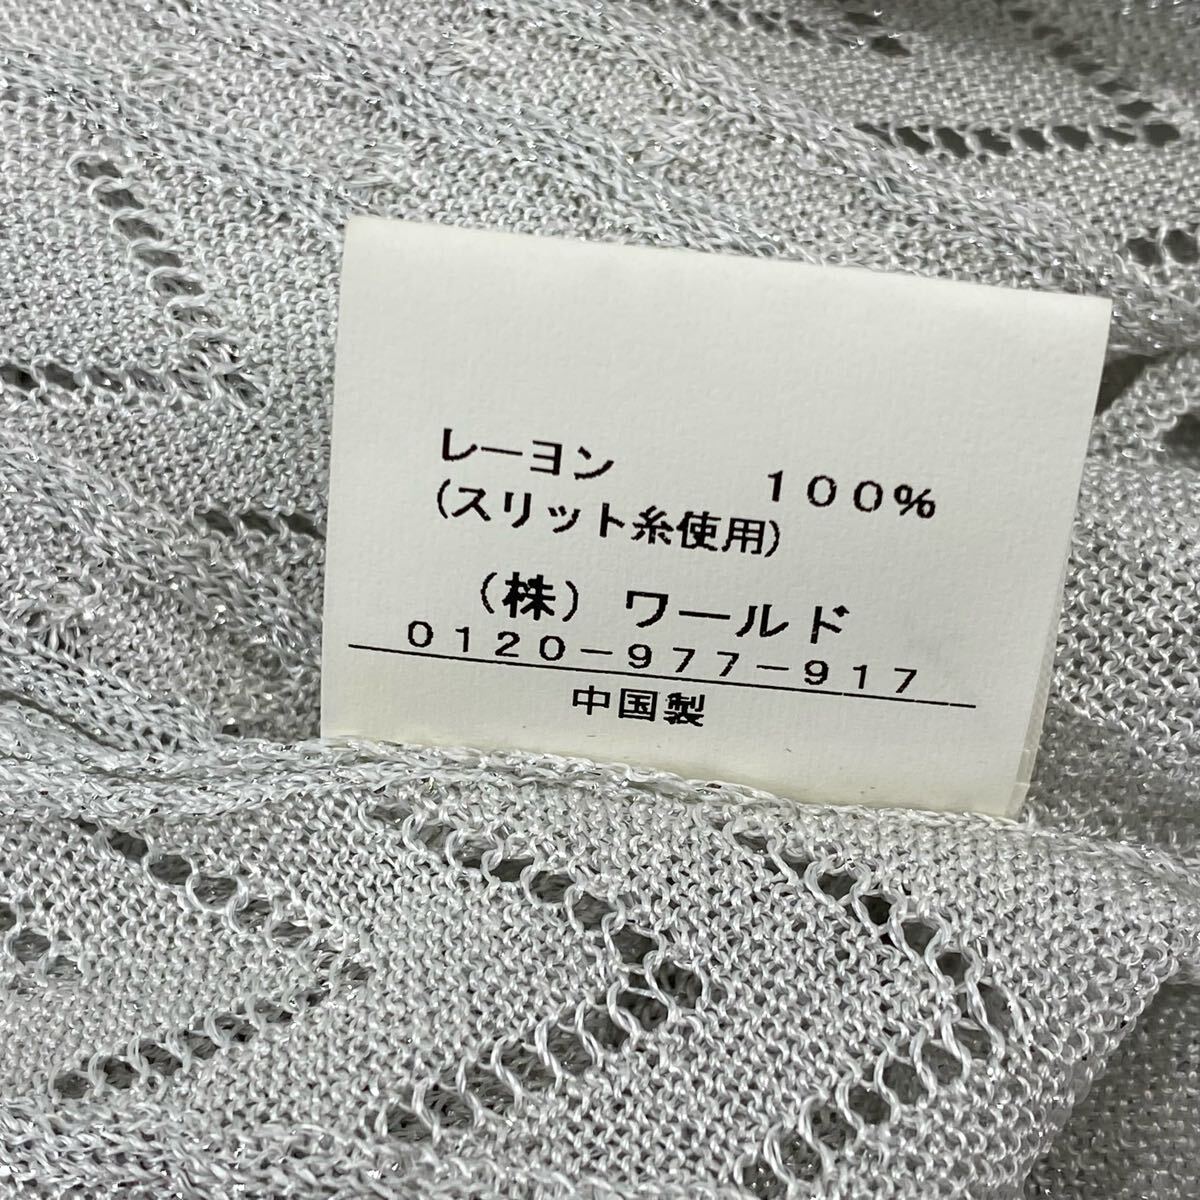 レーヨン　　　100%
(スリット糸使用)
(株) ワールド
0120-977-917
中国製